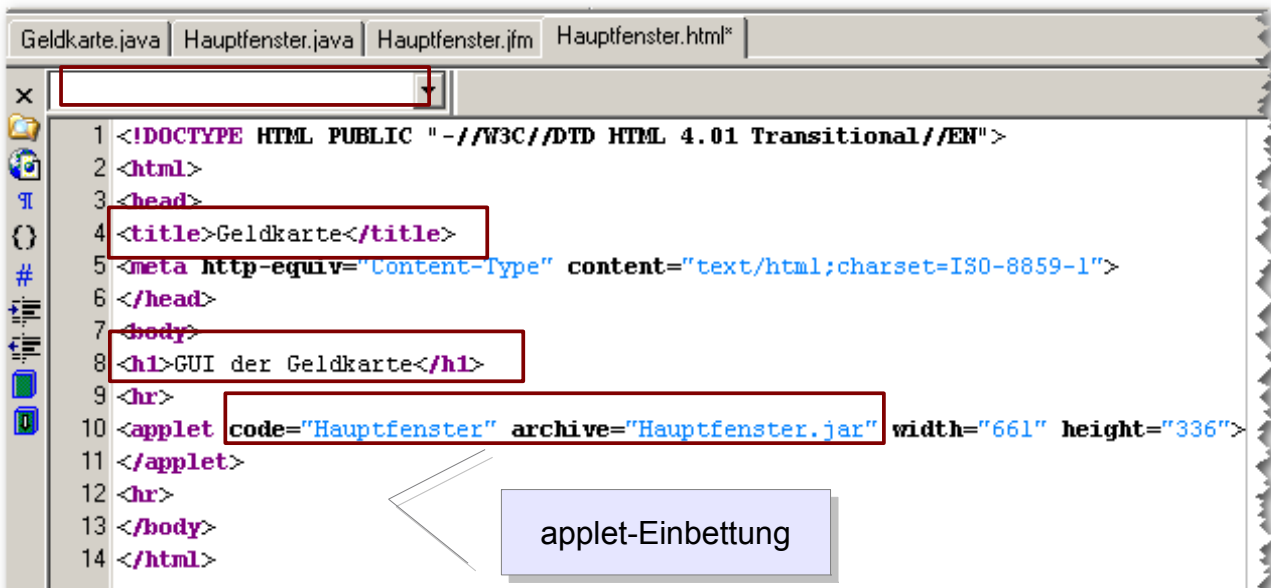 Geldkarte.java Hauptfenster.java Hauptfenster.jfm Hauptfenster.html*
1 <!DOCTYPE HTML PUBLIC "-//W3C//DTD HTML 4.01 Transitional//EN">
2 <html>
3 <head>
4 <title>Geldkarte</title>
5 <meta http-equiv="Content-Type" content="text/html;charset=ISO-8859-1">
6 </head>
7 <body>
8 <h1>GUI der Geldkarte</h1>
9 <hr>
10 <applet code="Hauptfenster" archive="Hauptfenster.jar" width="661" height="336">
11 </applet>
12 <hr>
13 </body>
14 </html>
applet-Einbettung